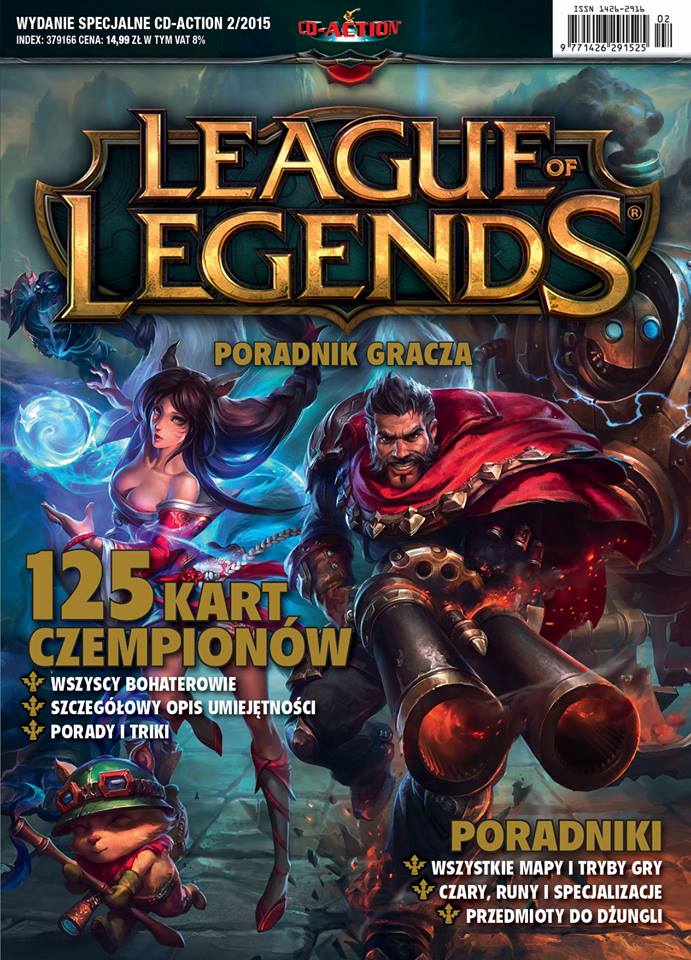 WYDANIE SPECJALNE CD-ACTION 2/2015
INDEX: 379166 CENA: 14,99 ZŁ W TYM VAT 8%
CD-ACTION
ISSN 1426-2916
02
9 771426 291525
LEAGUE OF
LEGENDS®
PORADNIK GRACZA
125 KART
CZEMPIONÓW
WSZYSCY BOHATEROWIE
SZCZEGÓŁOWY OPIS UMIEJĘTNOŚCI
PORADY I TRIKI
PORADNIKI
WSZYSTKIE MAPY I TRYBY GRY
CZARY, RUNY I SPECJALIZACJE
PRZEDMIOTY DO DŻUNGLI